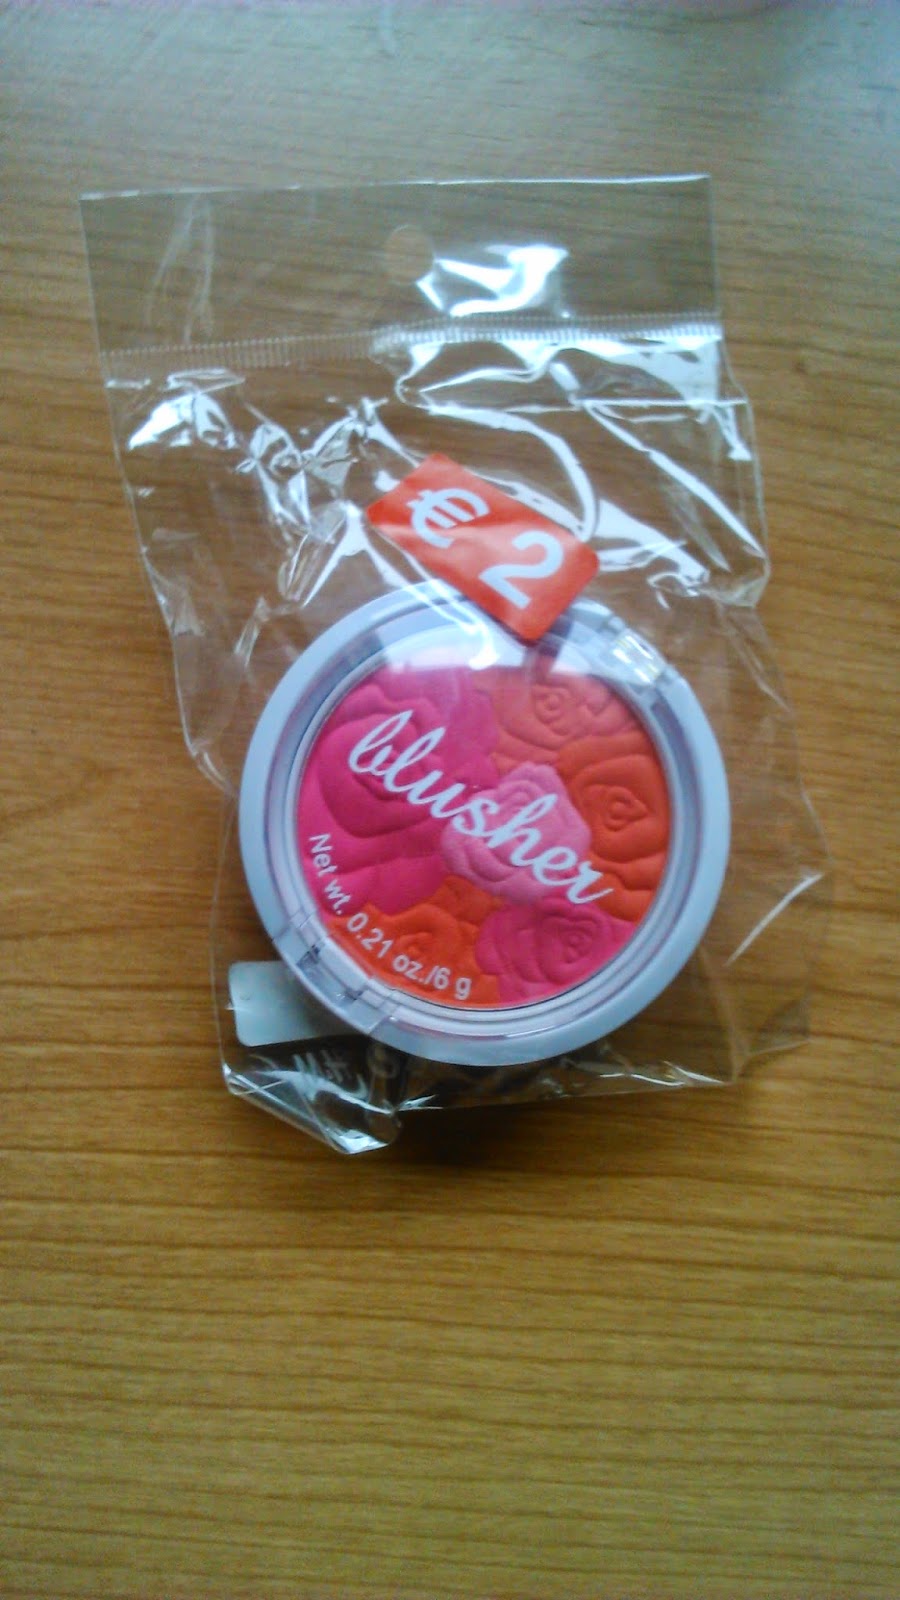 € 2
blusher
Net wt. 0.21 oz./6 g